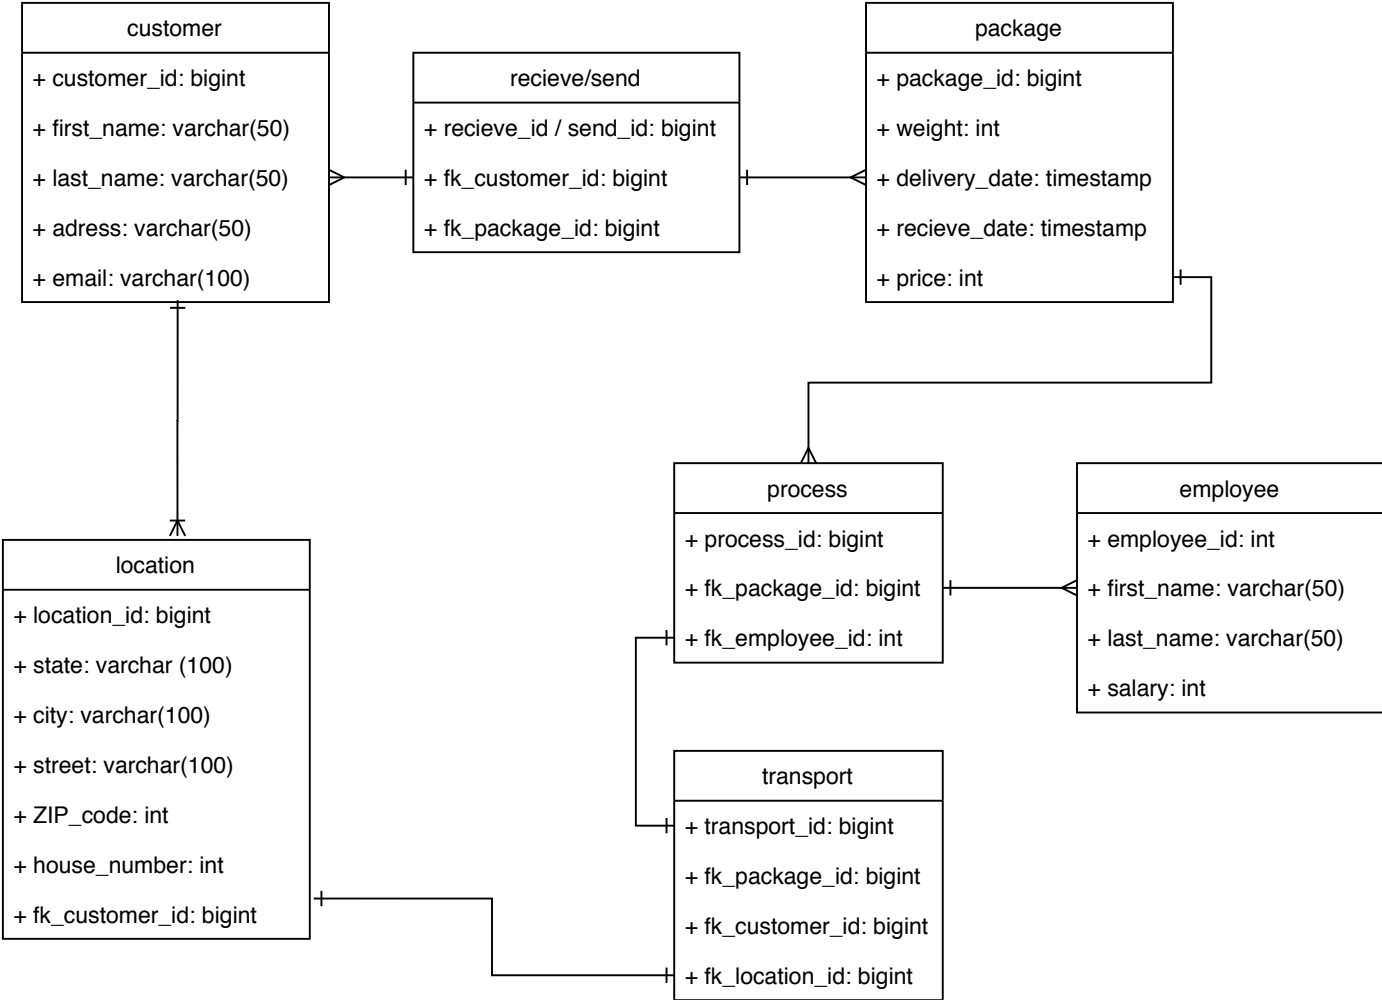 customer
+ customer_id: bigint
+ first_name: varchar(50)
+ last_name: varchar(50)
+ adress: varchar(50)
+ email: varchar(100)
recieve/send
+ recieve_id / send_id: bigint
+ fk_customer_id: bigint
+ fk_package_id: bigint
package
+ package_id: bigint
+ weight: int
+ delivery_date: timestamp
+ recieve_date: timestamp
+ price: int
location
+ location_id: bigint
+ state: varchar (100)
+ city: varchar(100)
+ street: varchar(100)
+ ZIP_code: int
+ house_number: int
+ fk_customer_id: bigint
process
+ process_id: bigint
+ fk_package_id: bigint
+ fk_employee_id: int
employee
+ employee_id: int
+ first_name: varchar(50)
+ last_name: varchar(50)
+ salary: int
transport
+ transport_id: bigint
+ fk_package_id: bigint
+ fk_customer_id: bigint
+ fk_location_id: bigint